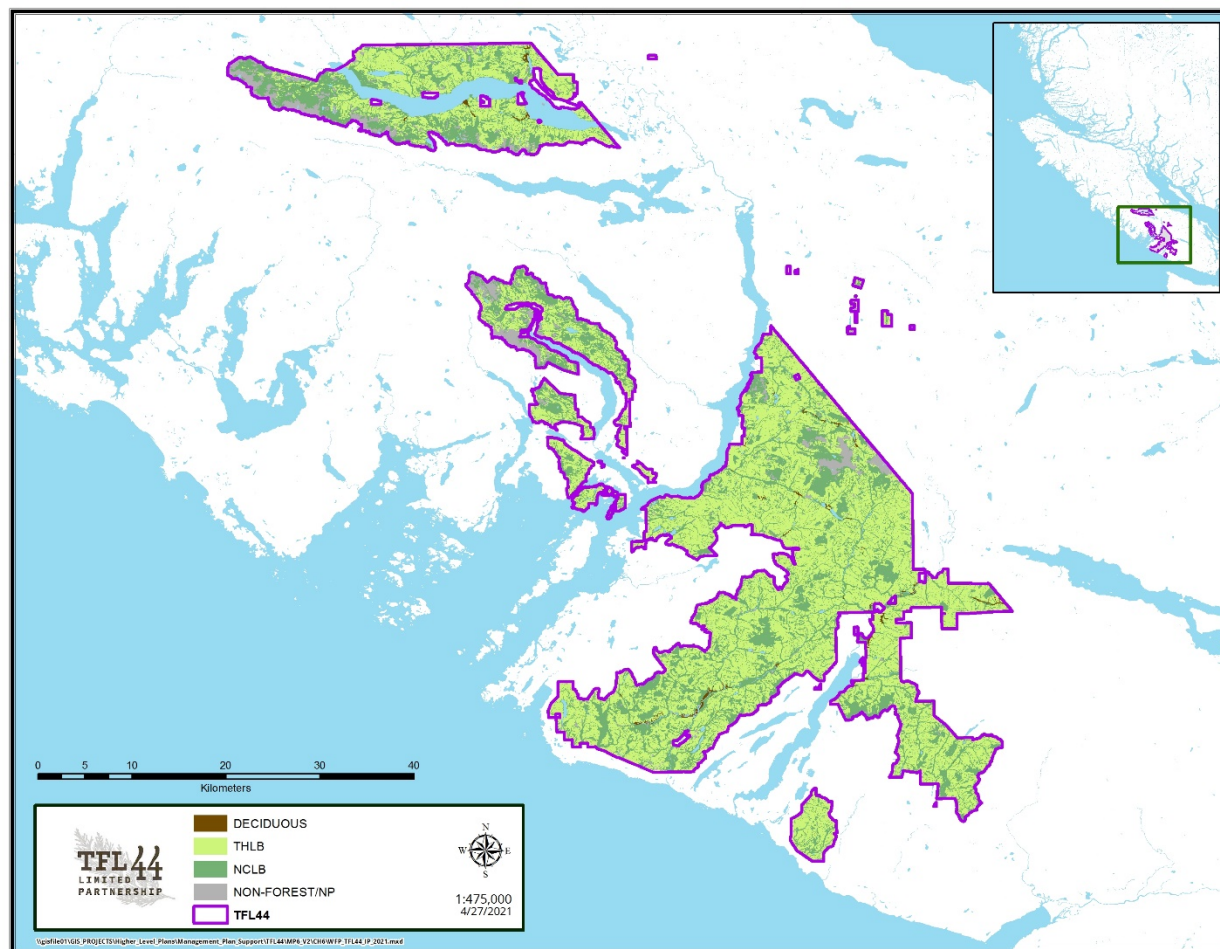 0 5 10 20 30 40
Kilometers
TFL44
LIMITED
PARTNERSHIP
DECIDUOUS
THLB
NCLB
NON-FOREST/NP
TFL44
N
W E
S
1:475,000
4/27/2021
\\gisfile01\GIS_PROJECTS\Higher_Level_Plans\Management_Plan_Support\TFL44\MP6_V2\CH6\WFP_TFL44_IP_2021.mxd